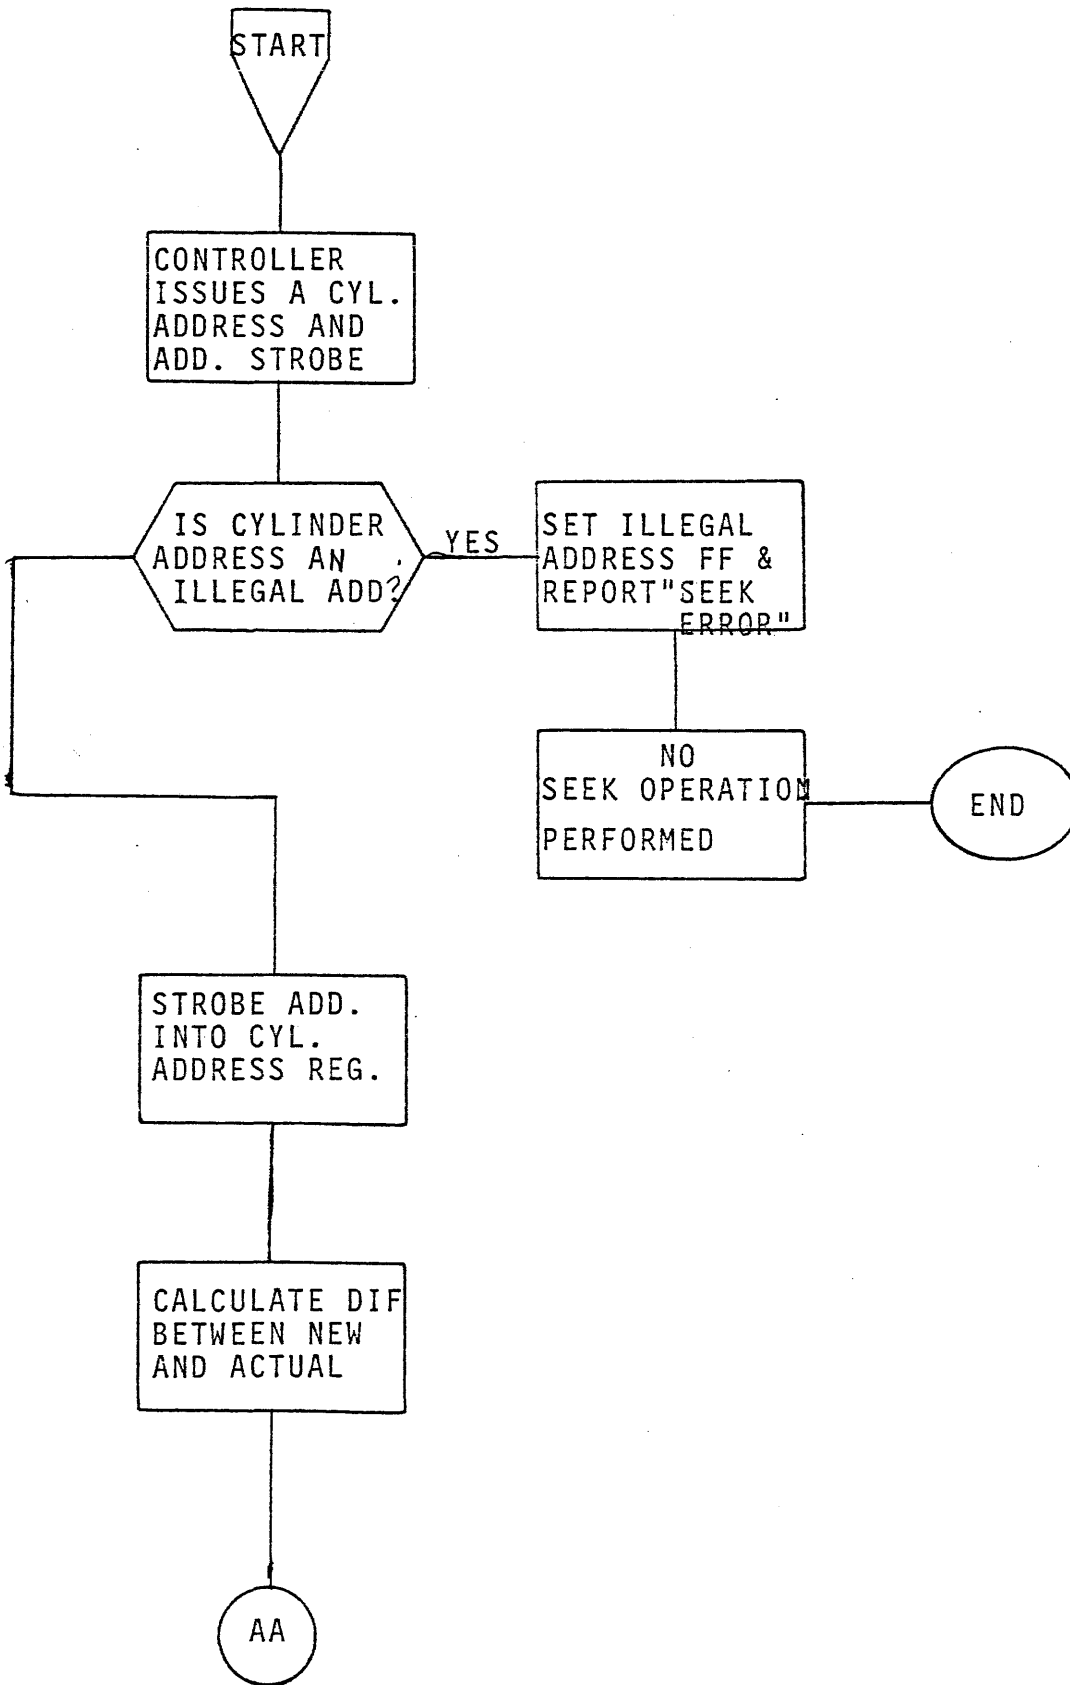 START
CONTROLLER
ISSUES A CYL.
ADDRESS AND
ADD. STROBE
IS CYLINDER
ADDRESS AN
ILLEGAL ADD?
YES
SET ILLEGAL
ADDRESS FF &
REPORT"SEEK
ERROR"
NO
SEEK OPERATION
PERFORMED
END
STROBE ADD.
INTO CYL.
ADDRESS REG.
CALCULATE DIF
BETWEEN NEW
AND ACTUAL
AA